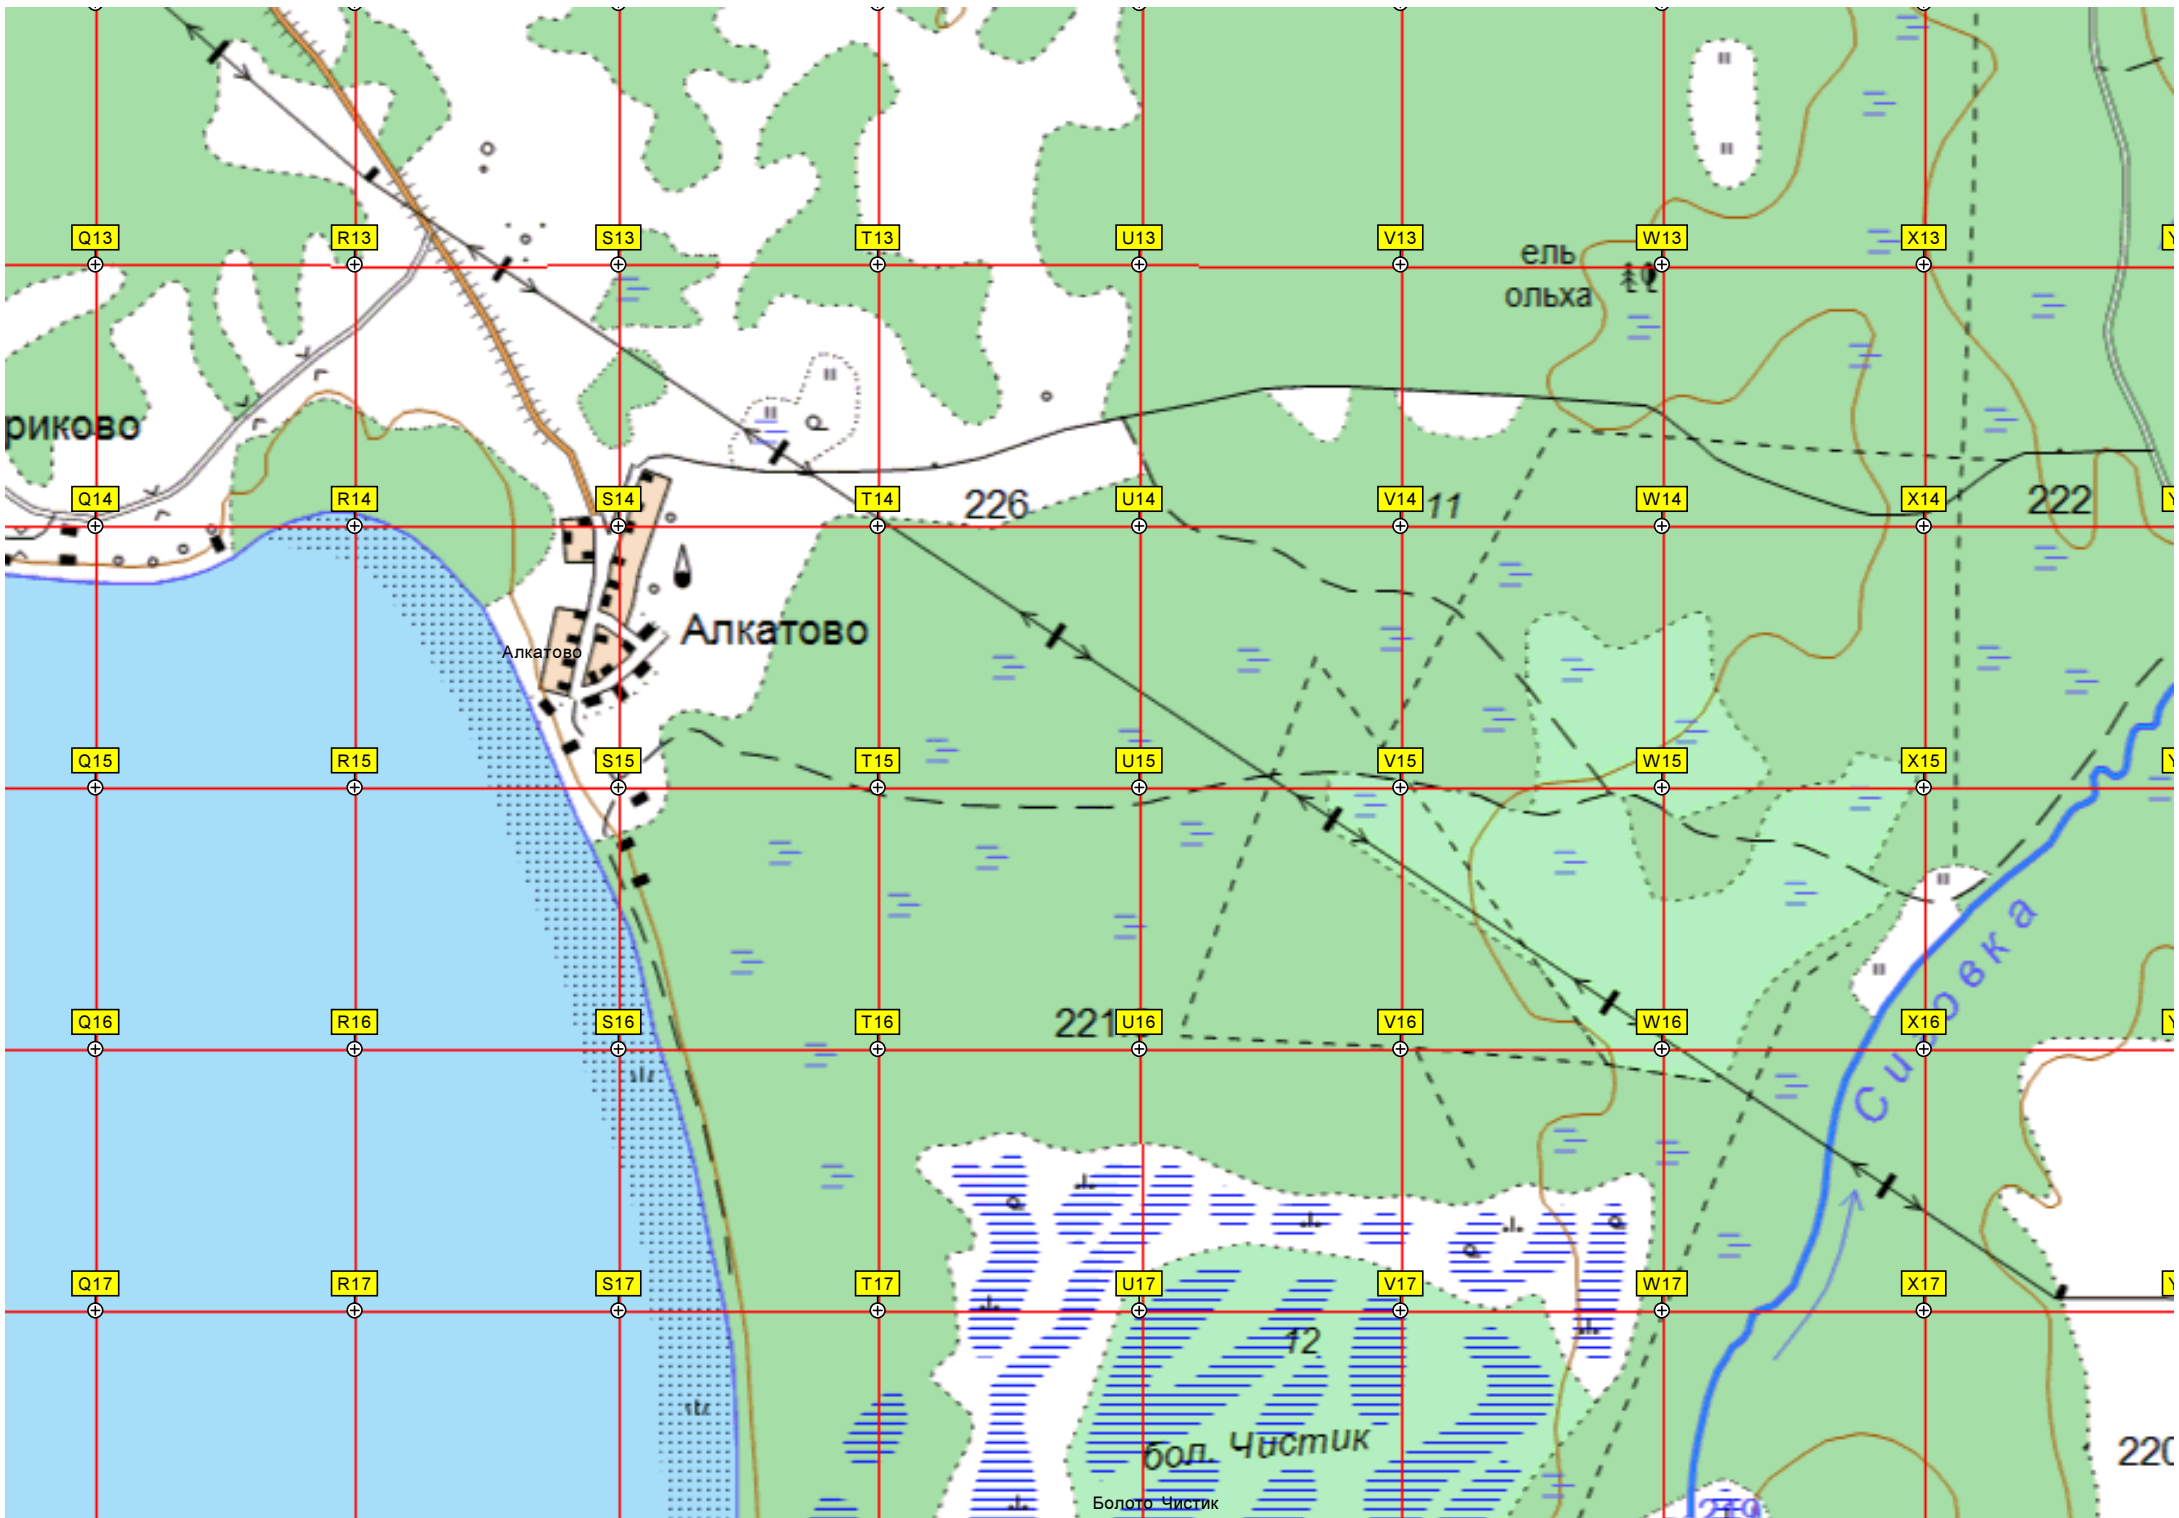 Q13 R13 S13 T13 U13 V13 W13 X13
ель
ольха
риково
Q14 R14 S14 T14 U14 V14 W14 X14
226
11
222
Алкатово
Алкатово
Q15 R15 S15 T15 U15 V15 W15 X15
Сизовка
Q16 R16 S16 T16 U16 V16 W16 X16
221
Q17 R17 S17 T17 U17 V17 W17 X17
12
бол. Чистик
220
Болото Чистик
219